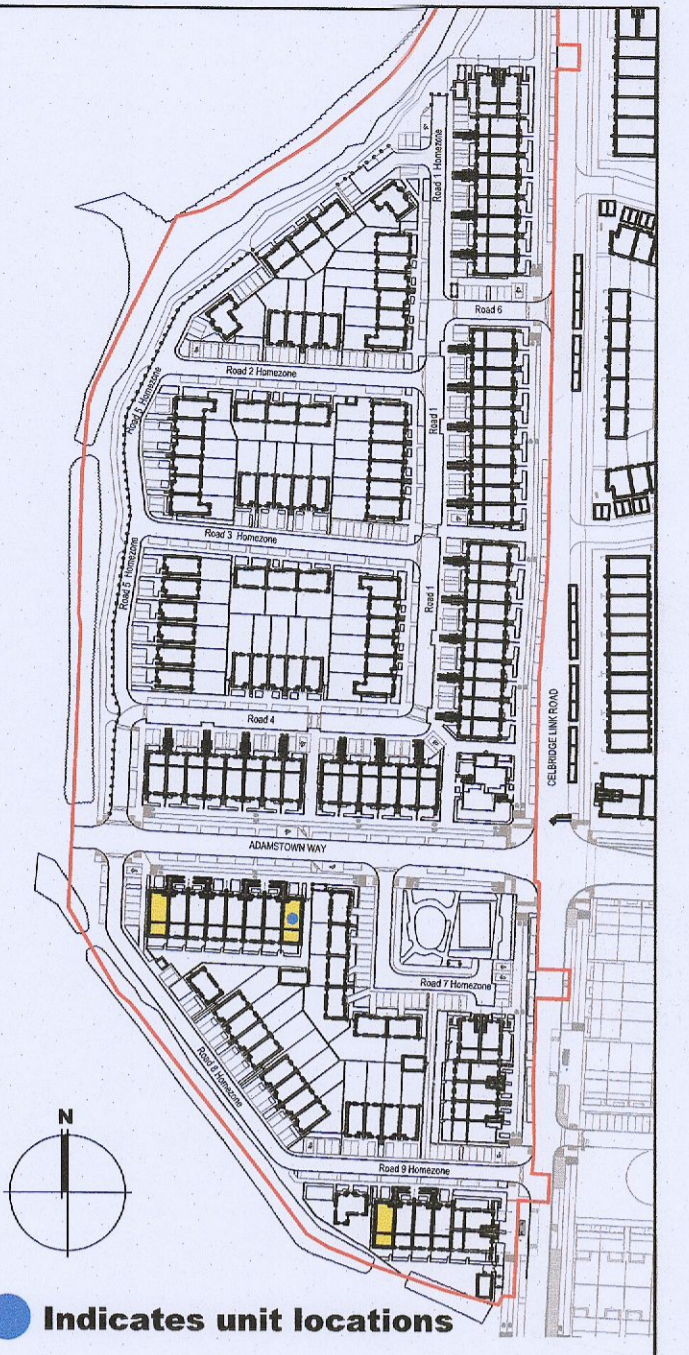 Road 1 Homezone
Road 6
Road 2 Homezone
Road 5 Homezone
Road 1
Road 3 Homezone
Road 5 Homezone
Road 1
Road 4
CELBRIDGE LINK ROAD
ADAMSTOWN WAY
Road 7 Homezone
Road 8 Homezone
Road 9 Homezone
N
Indicates unit locations